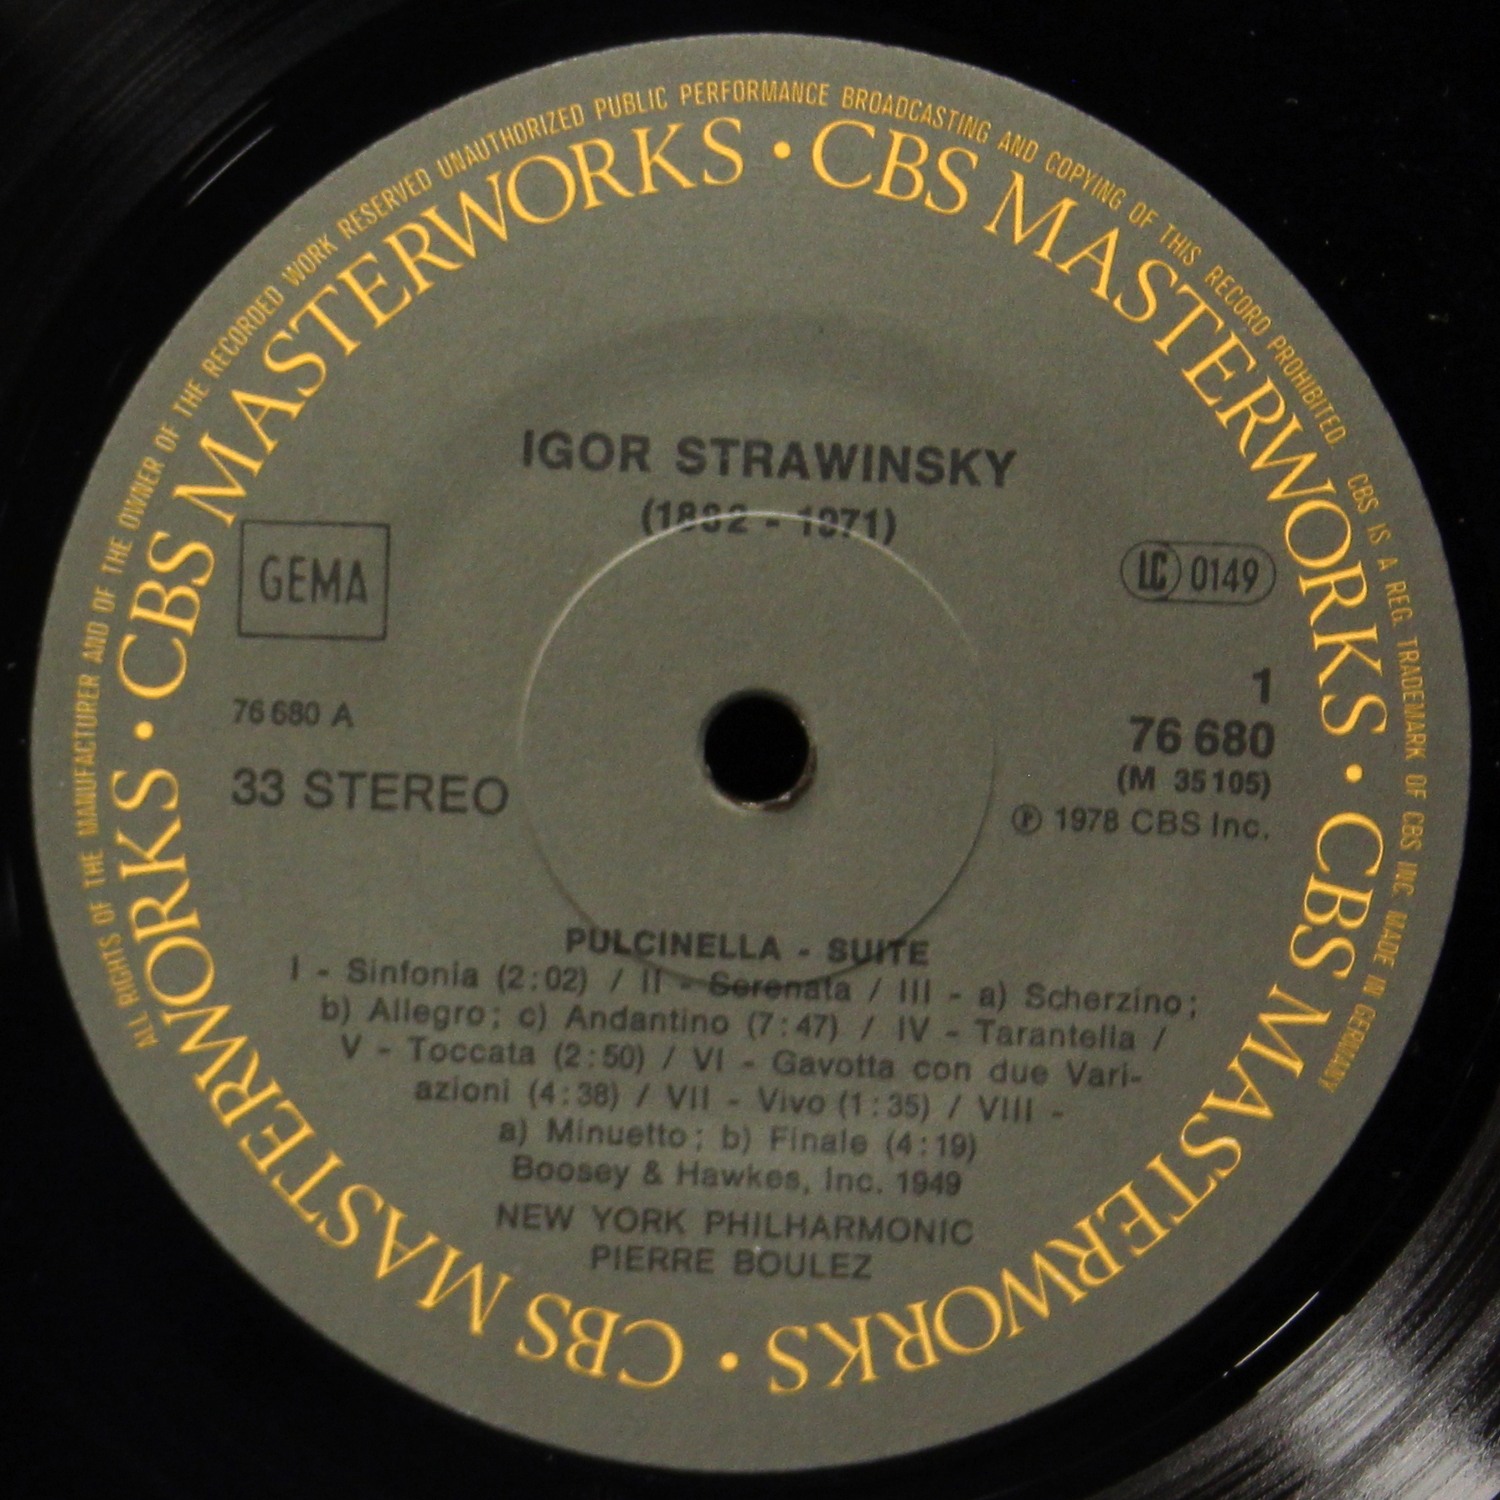 ALL RIGHTS OF THE MANUFACTURER AND OF THE OWNER OF THE RECORDED WORK RESERVED UNAUTHORIZED PUBLIC PERFORMANCE BROADCASTING AND COPYING OF THIS RECORD PROHIBITED. CBS IS A REG. TRADEMARK OF CBS INC. MADE IN GERMANY
CBS MASTERWORKS · CBS MASTERWORKS · CBS MASTERWORKS · CBS MASTERWORKS ·
IGOR STRAWINSKY
(1882 - 1971)
GEMA
LC 0149
1
76 680 A
76 680
33 STEREO
(M 35105)
℗ 1978 CBS Inc.
PULCINELLA - SUITE
I - Sinfonia (2:02) / II - Serenata / III - a) Scherzino;
b) Allegro; c) Andantino (7:47) / IV - Tarantella /
V - Toccata (2:50) / VI - Gavotta con due Vari-
azioni (4:38) / VII - Vivo (1:35) / VIII -
a) Minuetto; b) Finale (4:19)
Boosey & Hawkes, Inc. 1949
NEW YORK PHILHARMONIC
PIERRE BOULEZ